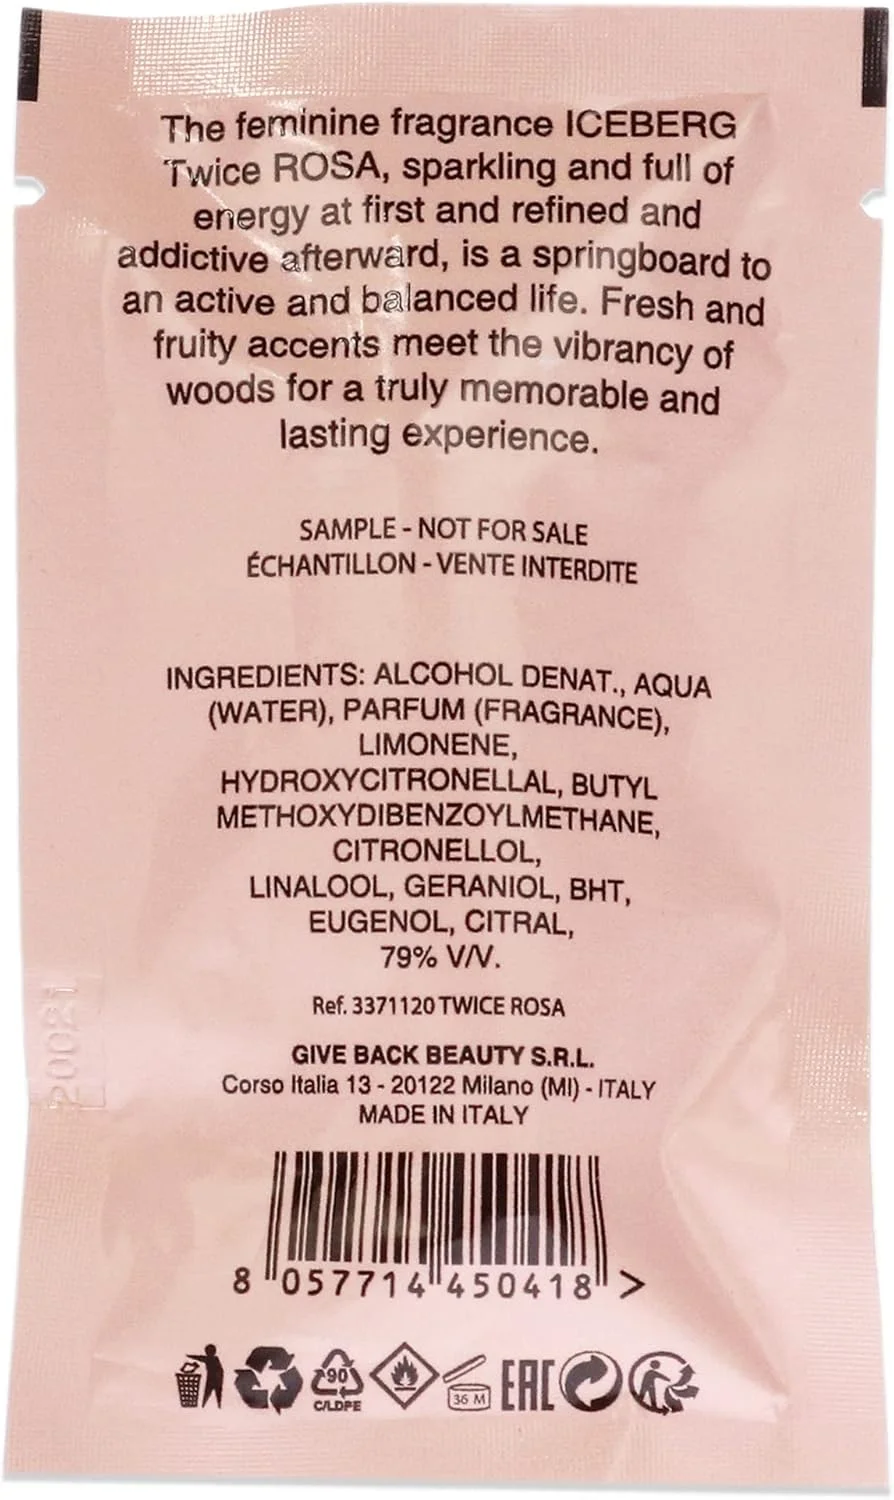 The feminine fragrance ICEBERG
Twice ROSA, sparkling and full of
energy at first and refined and
addictive afterward, is a springboard to
an active and balanced life. Fresh and
fruity accents meet the vibrancy of
woods for a truly memorable and
lasting experience.
SAMPLE - NOT FOR SALE
ÉCHANTILLON - VENTE INTERDITE
INGREDIENTS: ALCOHOL DENAT., AQUA
(WATER), PARFUM (FRAGRANCE),
LIMONENE,
HYDROXYCITRONELLAL, BUTYL
METHOXYDIBENZOYLMETHANE,
CITRONELLOL,
LINALOOL, GERANIOL, BHT,
EUGENOL, CITRAL,
79% V/V.
Ref. 3371120 TWICE ROSA
GIVE BACK BEAUTY S.R.L.
Corso Italia 13 - 20122 Milano (MI) - ITALY
MADE IN ITALY
8 057714 450418 >
90
C/LDPE
36 M
EAC